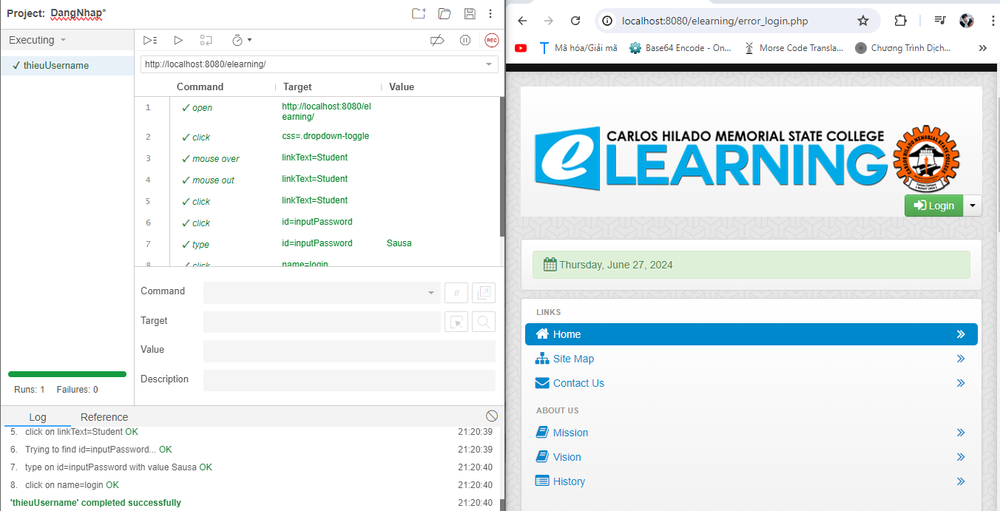 Project: DangNhap*
Executing
✓ thieuUsername
Runs: 1 Failures: 0
REC
http://localhost:8080/elearning/
Command Target Value
1 ✓ open http://localhost:8080/el
earning/
2 ✓ click css=.dropdown-toggle
3 ✓ mouse over linkText=Student
4 ✓ mouse out linkText=Student
5 ✓ click linkText=Student
6 ✓ click id=inputPassword
7 ✓ type id=inputPassword Sausa
8 ✓ click name=login
Command
//
Target
Value
Description
Log Reference
5. click on linkText=Student OK 21:20:39
6. Trying to find id=inputPassword... OK 21:20:39
7. type on id=inputPassword with value Sausa OK 21:20:40
8. click on name=login OK 21:20:40
'thieuUsername' completed successfully 21:20:40
localhost:8080/elearning/error_login.php
Mã hóa/Giải mã Base64 Encode - On... Morse Code Transla... Chương Trình Dịch...
CARLOS HILADO MEMORIAL STATE COLLEGE
eLEARNING
Login
Thursday, June 27, 2024
LINKS
Home
Site Map
Contact Us
ABOUT US
Mission
Vision
History